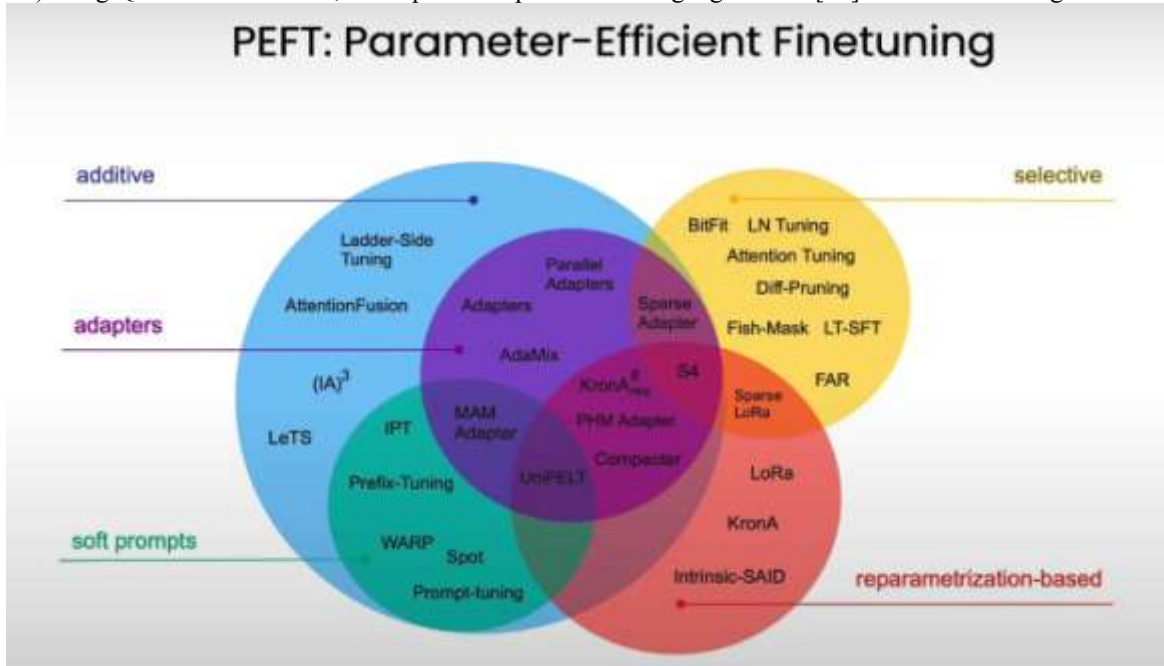 PEFT: Parameter-Efficient Finetuning
additive
selective
BitFit LN Tuning
Ladder-Side
Tuning
Attention Tuning
Parallel
Adapters
Diff-Pruning
AttentionFusion
Adapters
Sparse
Adapter
adapters
Fish-Mask LT-SFT
AdaMix
(IA)³
KronA
S4
FAR
Sparse
LoRa
MAM
Adapter
PHM Adapter
IPT
LeTS
Compacter
UniPELT
LoRa
Prefix-Tuning
KronA
soft prompts
WARP
Spot
Intrinsic-SAID
reparametrization-based
Prompt-tuning